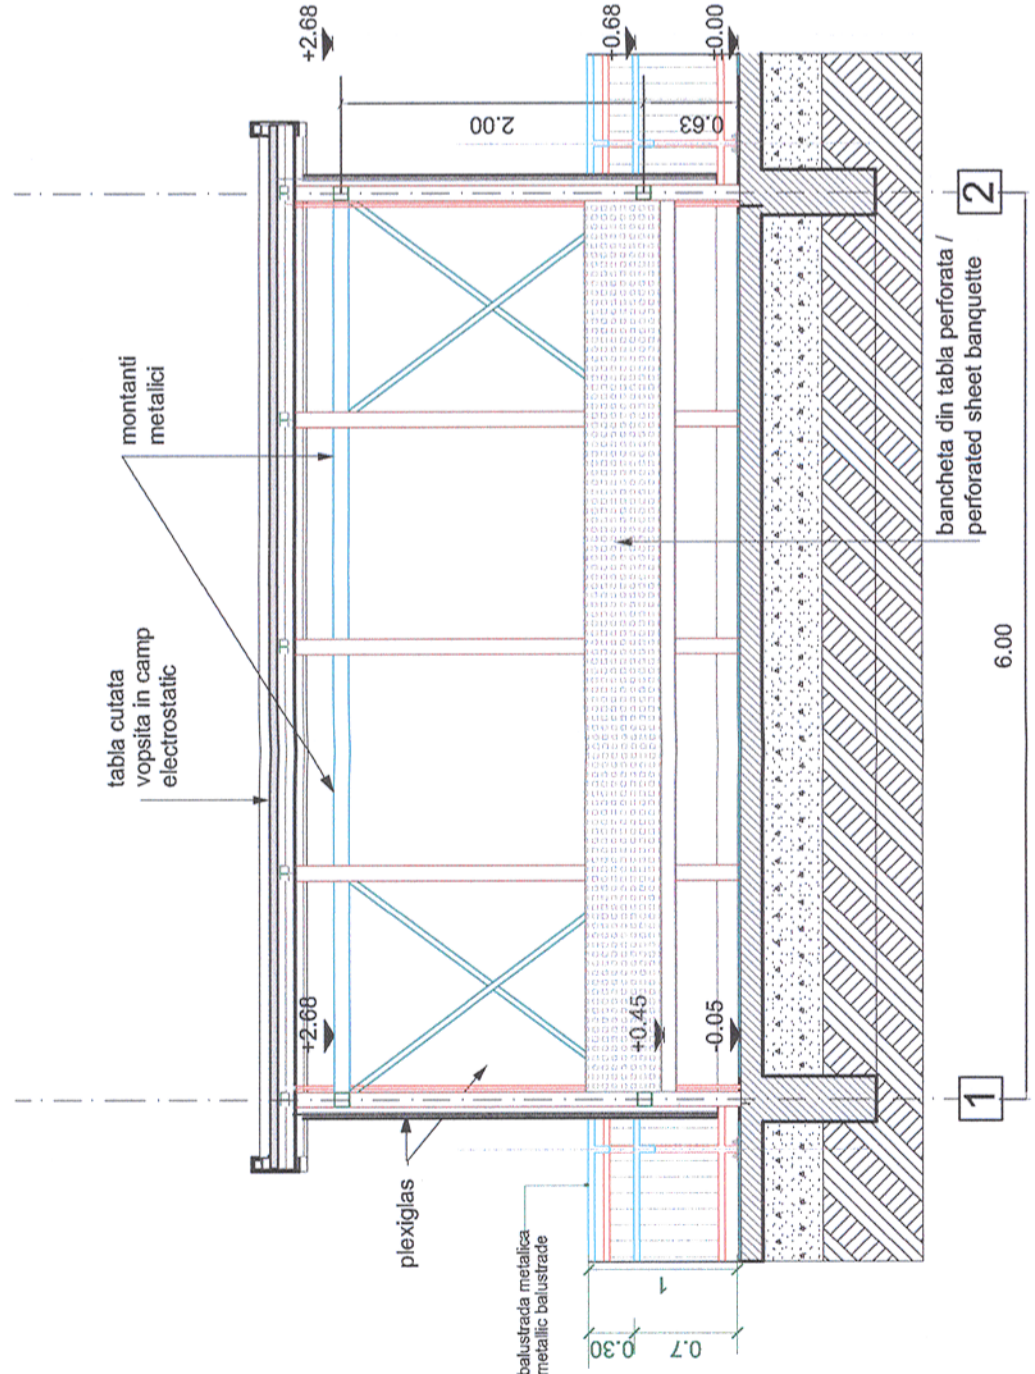 tabla cutata
vopsita in camp
electrostatic
montanti
metalici
plexiglas
balustrada metalica
metallic balustrade
bancheta din tabla perforata /
perforated sheet banquette
+2.68
+0.45
-0.05
+2.68
+0.68
+0.00
2.00
0.63
0.30
0.7
1
6.00
1
2